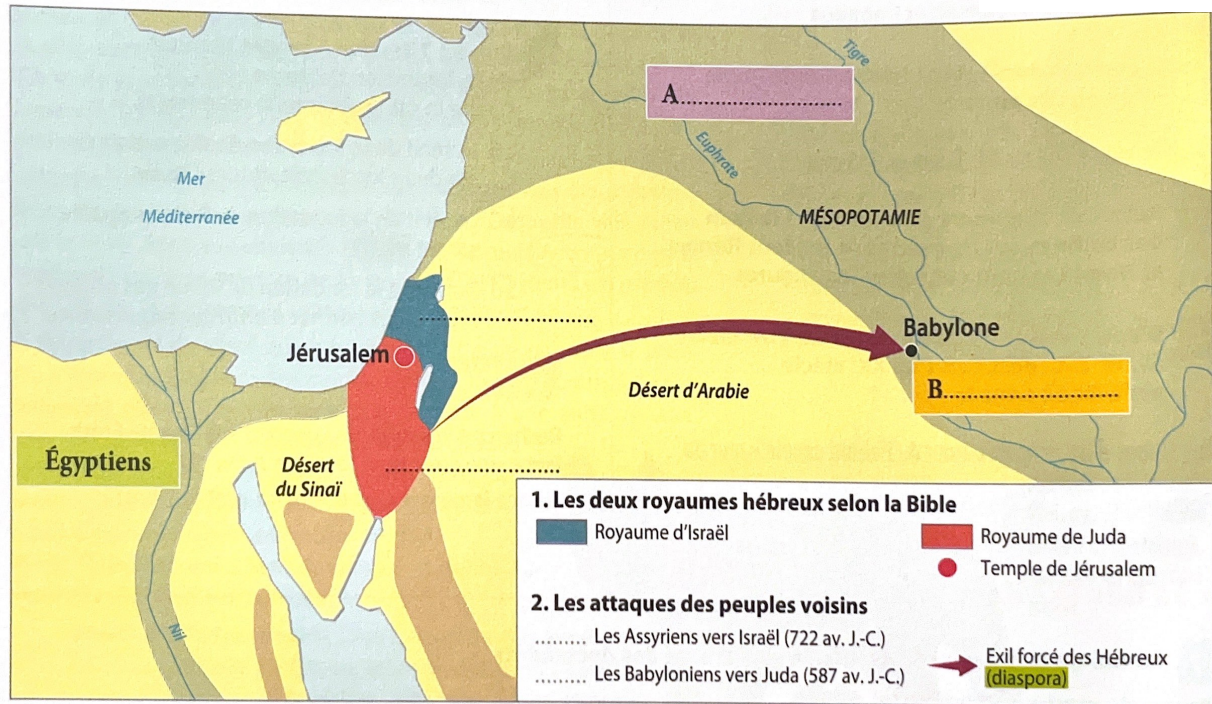 Tigre
A..............................
Euphrate
Mer
Méditerranée
MÉSOPOTAMIE
..............................
Babylone
Jérusalem
Désert d'Arabie
B..............................
Égyptiens
Désert
du Sinaï
..............................
Nil
1. Les deux royaumes hébreux selon la Bible
Royaume d'Israël
Royaume de Juda
Temple de Jérusalem
2. Les attaques des peuples voisins
......... Les Assyriens vers Israël (722 av. J.-C.)
......... Les Babyloniens vers Juda (587 av. J.-C.)
Exil forcé des Hébreux
(diaspora)